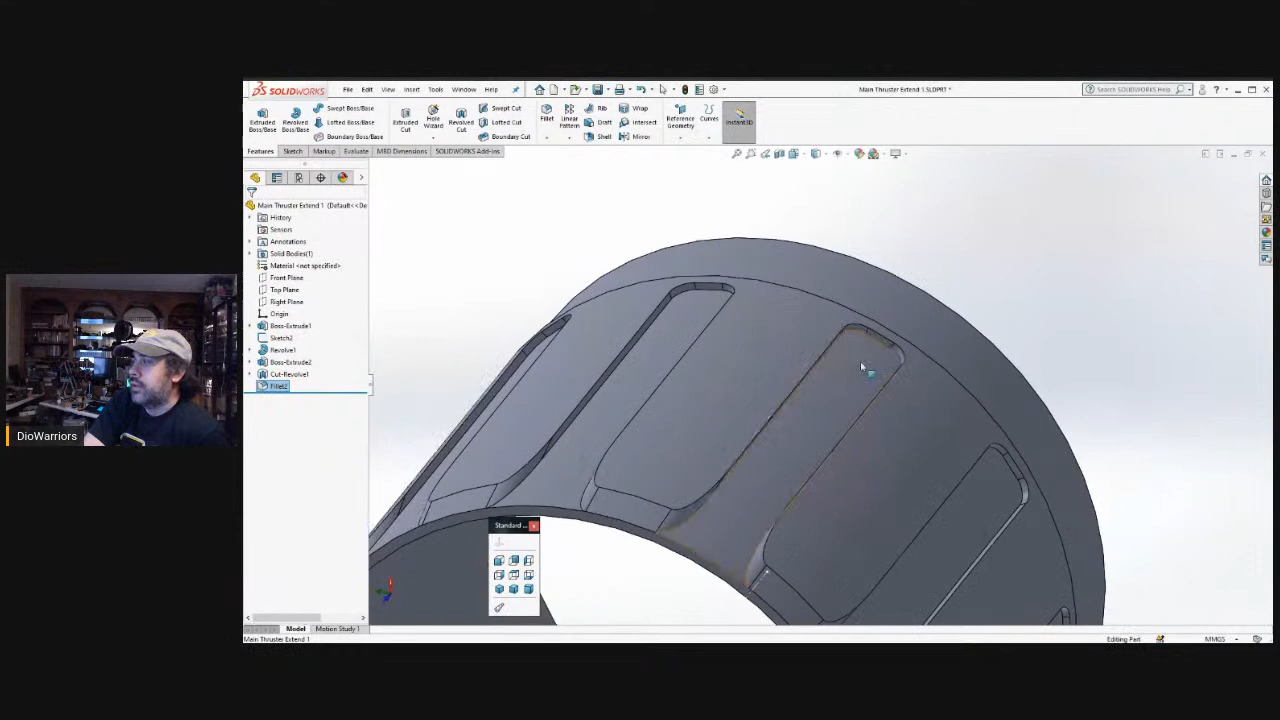 SOLIDWORKS
File Edit View Insert Tools Window Help
Main Thruster Extend 1.SLDPRT *
Search SOLIDWORKS Help
Extruded Boss/Base
Revolved Boss/Base
Swept Boss/Base
Lofted Boss/Base
Boundary Boss/Base
Extruded Cut
Hole Wizard
Revolved Cut
Swept Cut
Lofted Cut
Boundary Cut
Fillet
Linear Pattern
Rib
Draft
Shell
Wrap
Intersect
Mirror
Reference Geometry
Curves
Instant3D
Features Sketch Markup Evaluate MBD Dimensions SOLIDWORKS Add-Ins
Main Thruster Extend 1 (Default<<De
History
Sensors
Annotations
Solid Bodies(1)
Material <not specified>
Front Plane
Top Plane
Right Plane
Origin
Boss-Extrude1
Sketch2
Revolve1
Boss-Extrude2
Cut-Revolve1
Fillet2
DioWarriors
Standard ...
Model Motion Study 1
Main Thruster Extend 1
Editing Part
MMGS